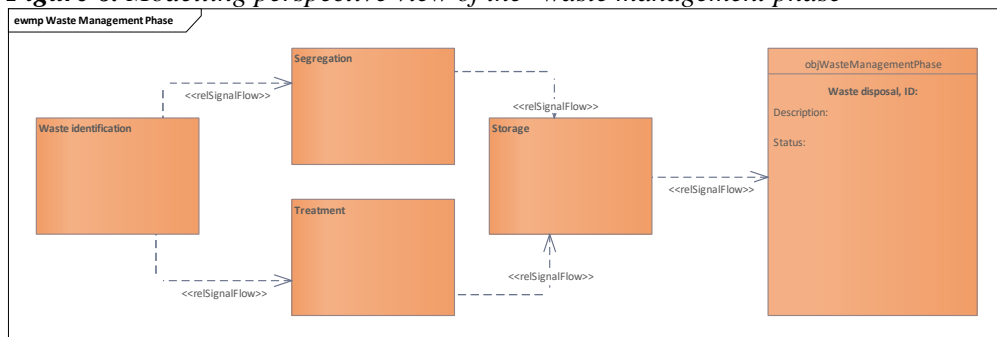 Figure 6. Modelling perspective view of the "waste management phase"
ewmp Waste Management Phase
Segregation
<<relSignalFlow>>
<<relSignalFlow>>
Waste identification
Storage
objWasteManagementPhase
Waste disposal, ID:
Description:
Status:
<<relSignalFlow>>
Treatment
<<relSignalFlow>>
<<relSignalFlow>>